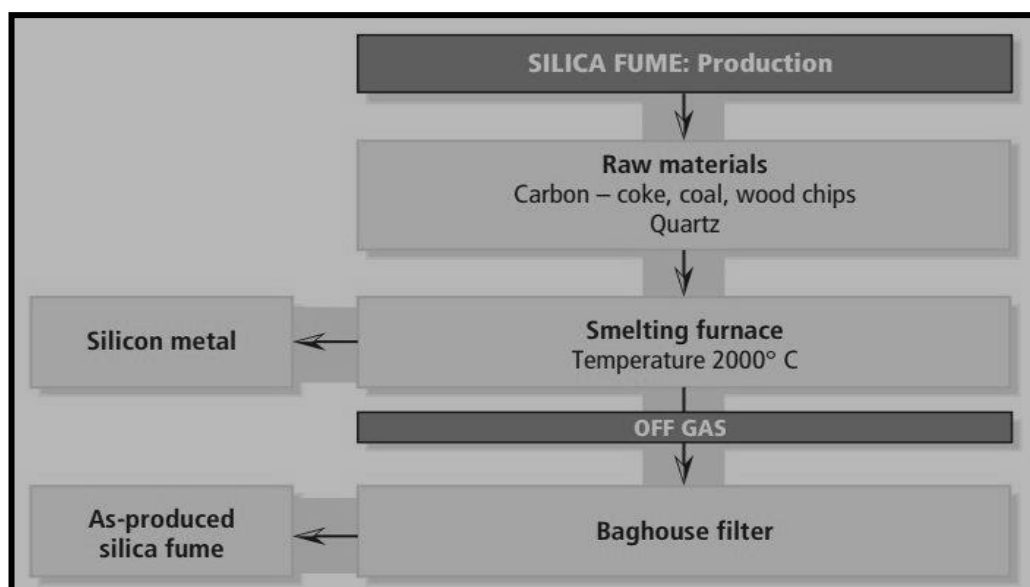 SILICA FUME: Production
Raw materials
Carbon – coke, coal, wood chips
Quartz
Silicon metal
Smelting furnace
Temperature 2000° C
OFF GAS
As-produced
silica fume
Baghouse filter